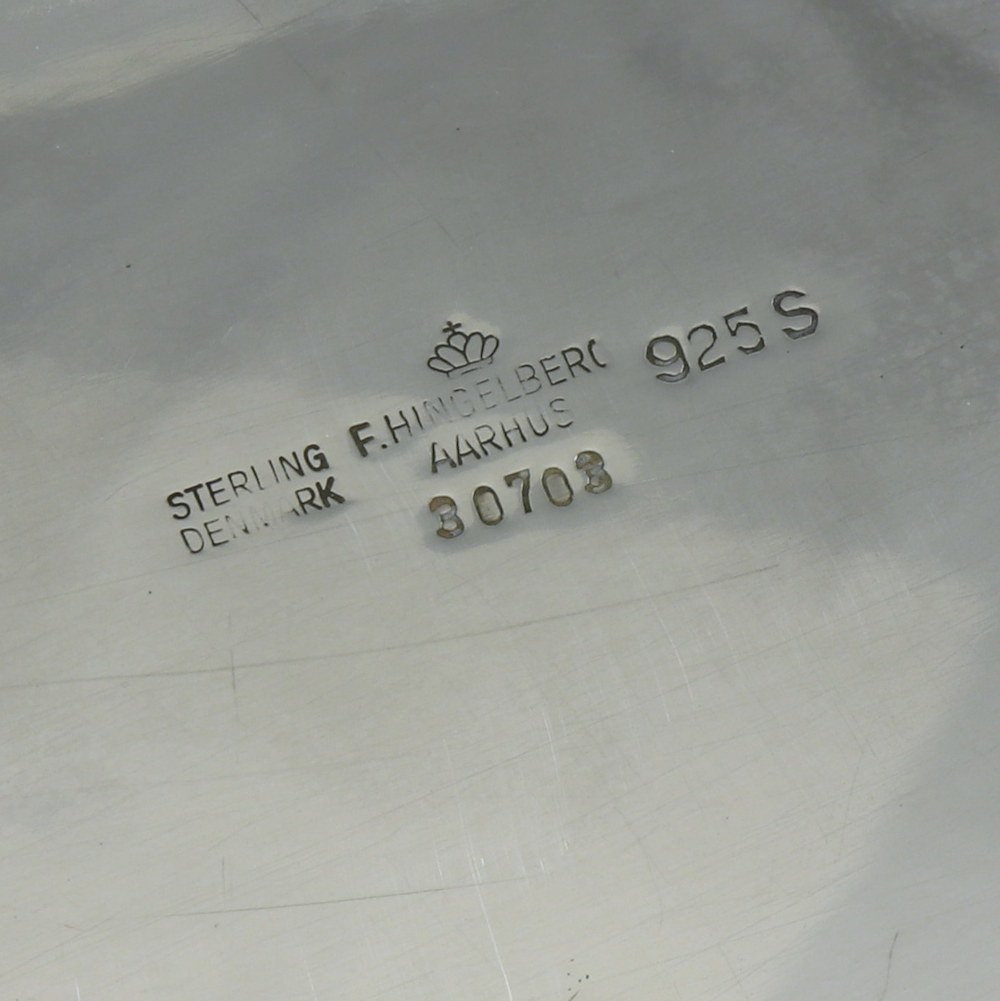 STERLING
DENMARK
F. HINGELBERG
AARHUS
30703
925 S